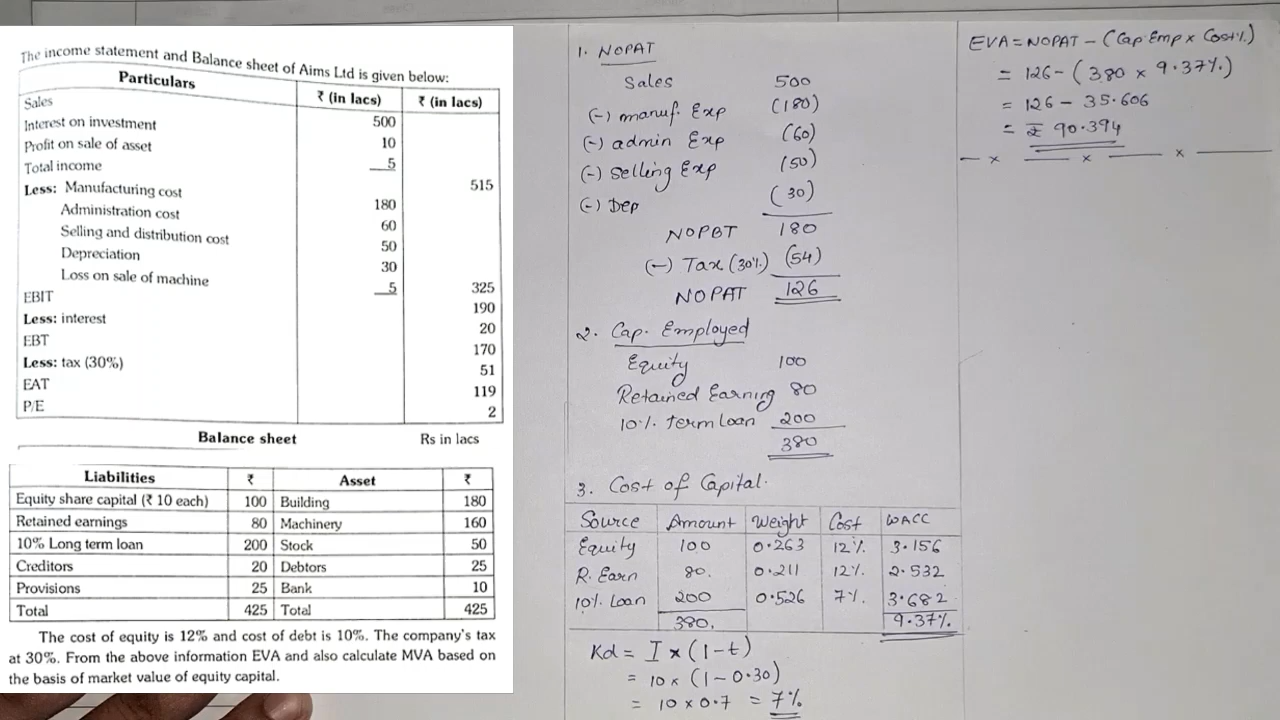 The income statement and Balance sheet of Aims Ltd is given below:
Particulars ₹ (in lacs) ₹ (in lacs)
Sales 500
Interest on investment 10
Profit on sale of asset 5
Total income 515
Less: Manufacturing cost 180
Administration cost 60
Selling and distribution cost 50
Depreciation 30
Loss on sale of machine 5 325
EBIT 190
Less: interest 20
EBT 170
Less: tax (30%) 51
EAT 119
P/E 2
Balance sheet Rs in lacs
Liabilities ₹ Asset ₹
Equity share capital (₹ 10 each) 100 Building 180
Retained earnings 80 Machinery 160
10% Long term loan 200 Stock 50
Creditors 20 Debtors 25
Provisions 25 Bank 10
Total 425 Total 425
The cost of equity is 12% and cost of debt is 10%. The company's tax
at 30%. From the above information EVA and also calculate MVA based on
the basis of market value of equity capital.
1. NOPAT
Sales 500
(-) manuf. Exp (180)
(-) admin Exp (60)
(-) selling Exp (50)
(-) Dep (30)
NOPBT 180
(-) Tax (30%) (54)
NOPAT 126
2. Cap. Employed
Equity 100
Retained Earning 80
10% term loan 200
380
3. Cost of Capital.
Source Amount Weight Cost WACC
Equity 100 0.263 12% 3.156
R. Earn 80. 0.211 12% 2.532
10% Loan 200 0.526 7% 3.682
380. 9.37%
Kd = I × (1-t)
= 10 × (1-0.30)
= 10 × 0.7 = 7%
EVA = NOPAT - (Cap. Emp × Cost%)
= 126 - (380 × 9.37%)
= 126 - 35.606
= ₹ 90.394